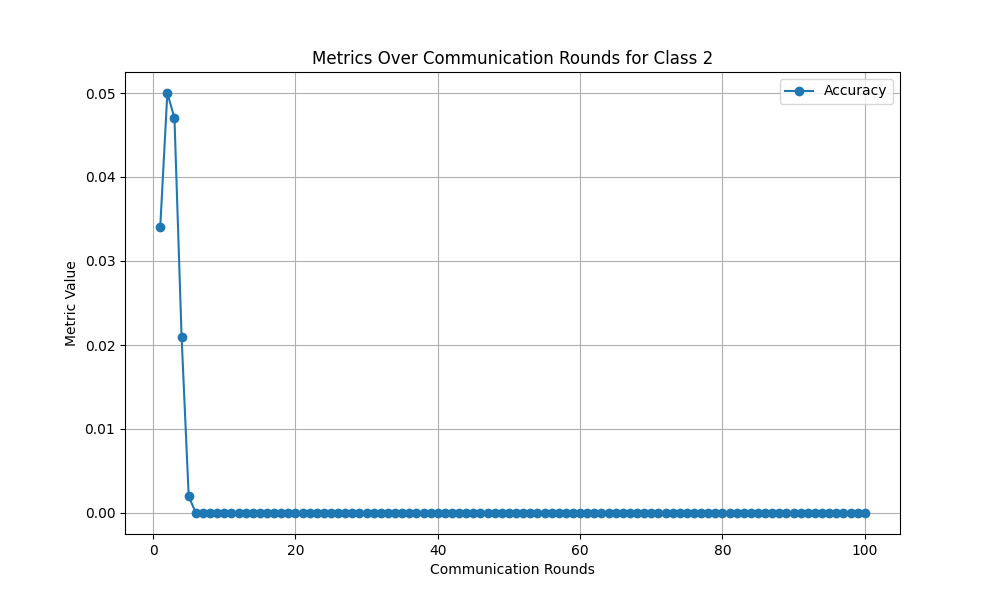 Metrics Over Communication Rounds for Class 2
Accuracy
0.05
0.04
0.03
0.02
0.01
0.00
Metric Value
0 20 40 60 80 100
Communication Rounds